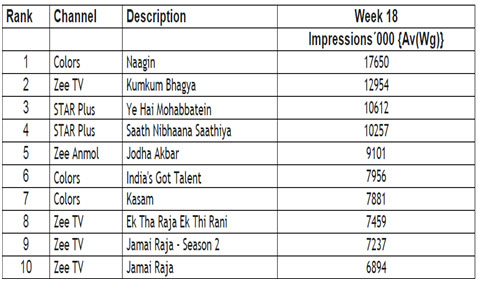 Rank Channel Description Week 18
Impressions´000 {Av(Wg)}
1 Colors Naagin 17650
2 Zee TV Kumkum Bhagya 12954
3 STAR Plus Ye Hai Mohabbatein 10612
4 STAR Plus Saath Nibhaana Saathiya 10257
5 Zee Anmol Jodha Akbar 9101
6 Colors India's Got Talent 7956
7 Colors Kasam 7881
8 Zee TV Ek Tha Raja Ek Thi Rani 7459
9 Zee TV Jamai Raja - Season 2 7237
10 Zee TV Jamai Raja 6894